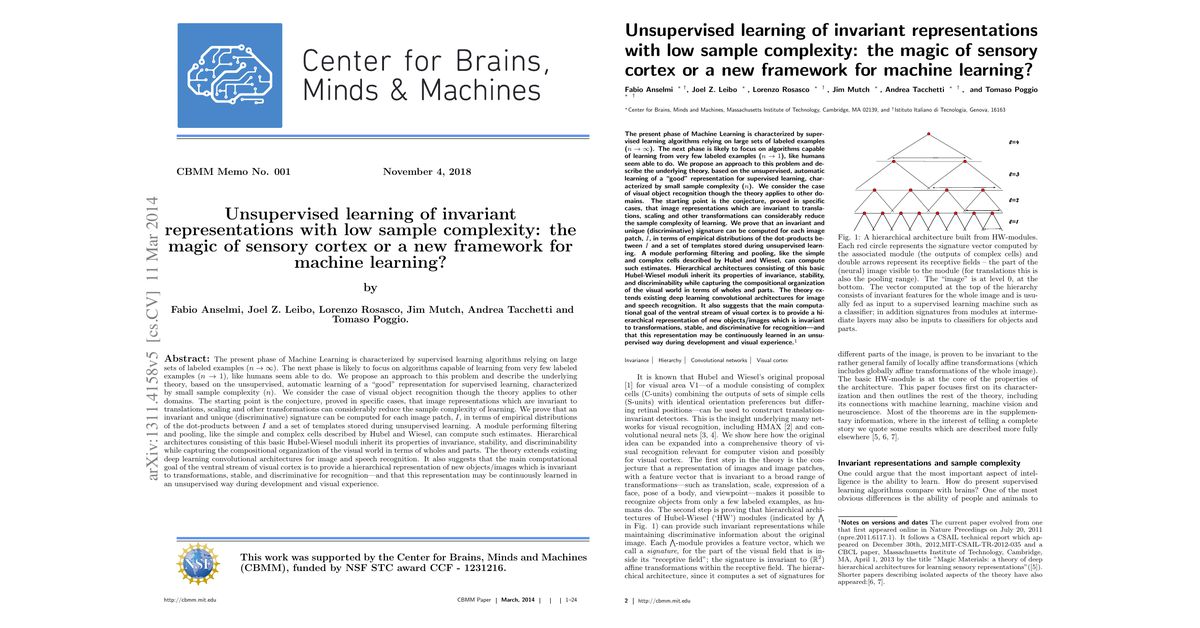 Center for Brains,
Minds & Machines
CBMM Memo No. 001 November 4, 2018
Unsupervised learning of invariant
representations with low sample complexity: the
magic of sensory cortex or a new framework for
machine learning?
by
Fabio Anselmi, Joel Z. Leibo, Lorenzo Rosasco, Jim Mutch, Andrea Tacchetti and
Tomaso Poggio.
Abstract: The present phase of Machine Learning is characterized by supervised learning algorithms relying on large
sets of labeled examples (n → ∞). The next phase is likely to focus on algorithms capable of learning from very few labeled
examples (n → 1), like humans seem able to do. We propose an approach to this problem and describe the underlying
theory, based on the unsupervised, automatic learning of a “good” representation for supervised learning, characterized
by small sample complexity (n). We consider the case of visual object recognition though the theory applies to other
domains. The starting point is the conjecture, proved in specific cases, that image representations which are invariant to
translations, scaling and other transformations can considerably reduce the sample complexity of learning. We prove that
an invariant and unique (discriminative) signature can be computed for each image patch, I, in terms of empirical distributions
of the dot-products between I and a set of templates stored during unsupervised learning. A module performing filtering
and pooling, like the simple and complex cells described by Hubel and Wiesel, can compute such estimates. Hierarchical
architectures consisting of this basic Hubel-Wiesel moduli inherit its properties of invariance, stability, and discriminability
while capturing the compositional organization of the visual world in terms of wholes and parts. The theory extends existing
deep learning convolutional architectures for image and speech recognition. It also suggests that the main computational
goal of the ventral stream of visual cortex is to provide a hierarchical representation of new objects/images which is invariant
to transformations, stable, and discriminative for recognition—and that this representation may be continuously learned in
an unsupervised way during development and visual experience.
NSF
This work was supported by the Center for Brains, Minds and Machines
(CBMM), funded by NSF STC award CCF - 1231216.
http://cbmm.mit.edu CBMM Paper | March, 2014 | | | 1–24
arXiv:1311.4158v5 [cs.CV] 11 Mar 2014
Unsupervised learning of invariant representations
with low sample complexity: the magic of sensory
cortex or a new framework for machine learning?
Fabio Anselmi * †, Joel Z. Leibo *, Lorenzo Rosasco * †, Jim Mutch *, Andrea Tacchetti * †, and Tomaso Poggio
* †
*Center for Brains, Minds and Machines, Massachusetts Institute of Technology, Cambridge, MA 02139, and †Istituto Italiano di Tecnologia, Genova, 16163
The present phase of Machine Learning is characterized by super-
vised learning algorithms relying on large sets of labeled examples
(n → ∞). The next phase is likely to focus on algorithms capable
of learning from very few labeled examples (n → 1), like humans
seem able to do. We propose an approach to this problem and de-
scribe the underlying theory, based on the unsupervised, automatic
learning of a “good” representation for supervised learning, char-
acterized by small sample complexity (n). We consider the case
of visual object recognition though the theory applies to other do-
mains. The starting point is the conjecture, proved in specific
cases, that image representations which are invariant to transla-
tions, scaling and other transformations can considerably reduce
the sample complexity of learning. We prove that an invariant and
unique (discriminative) signature can be computed for each image
patch, I, in terms of empirical distributions of the dot-products be-
tween I and a set of templates stored during unsupervised learn-
ing. A module performing filtering and pooling, like the simple
and complex cells described by Hubel and Wiesel, can compute
such estimates. Hierarchical architectures consisting of this basic
Hubel-Wiesel moduli inherit its properties of invariance, stability,
and discriminability while capturing the compositional organization
of the visual world in terms of wholes and parts. The theory ex-
tends existing deep learning convolutional architectures for image
and speech recognition. It also suggests that the main computa-
tional goal of the ventral stream of visual cortex is to provide a hi-
erarchical representation of new objects/images which is invariant
to transformations, stable, and discriminative for recognition—and
that this representation may be continuously learned in an unsu-
pervised way during development and visual experience.1
Invariance | Hierarchy | Convolutional networks | Visual cortex
It is known that Hubel and Wiesel's original proposal
[1] for visual area V1—of a module consisting of complex
cells (C-units) combining the outputs of sets of simple cells
(S-units) with identical orientation preferences but differ-
ing retinal positions—can be used to construct translation-
invariant detectors. This is the insight underlying many net-
works for visual recognition, including HMAX [2] and con-
volutional neural nets [3, 4]. We show here how the original
idea can be expanded into a comprehensive theory of vi-
sual recognition relevant for computer vision and possibly
for visual cortex. The first step in the theory is the con-
jecture that a representation of images and image patches,
with a feature vector that is invariant to a broad range of
transformations—such as translation, scale, expression of a
face, pose of a body, and viewpoint—makes it possible to
recognize objects from only a few labeled examples, as hu-
mans do. The second step is proving that hierarchical archi-
tectures of Hubel-Wiesel (‘HW’) modules (indicated by ⋀
in Fig. 1) can provide such invariant representations while
maintaining discriminative information about the original
image. Each ⋀-module provides a feature vector, which we
call a signature, for the part of the visual field that is in-
side its “receptive field”; the signature is invariant to (ℝ2)
affine transformations within the receptive field. The hierar-
chical architecture, since it computes a set of signatures for
ℓ=4
ℓ=3
ℓ=2
ℓ=1
Fig. 1: A hierarchical architecture built from HW-modules.
Each red circle represents the signature vector computed by
the associated module (the outputs of complex cells) and
double arrows represent its receptive fields – the part of the
(neural) image visible to the module (for translations this is
also the pooling range). The “image” is at level 0, at the
bottom. The vector computed at the top of the hierarchy
consists of invariant features for the whole image and is usu-
ally fed as input to a supervised learning machine such as
a classifier; in addition signatures from modules at interme-
diate layers may also be inputs to classifiers for objects and
parts.
different parts of the image, is proven to be invariant to the
rather general family of locally affine transformations (which
includes globally affine transformations of the whole image).
The basic HW-module is at the core of the properties of
the architecture. This paper focuses first on its character-
ization and then outlines the rest of the theory, including
its connections with machine learning, machine vision and
neuroscience. Most of the theorems are in the supplemen-
tary information, where in the interest of telling a complete
story we quote some results which are described more fully
elsewhere [5, 6, 7].
Invariant representations and sample complexity
One could argue that the most important aspect of intel-
ligence is the ability to learn. How do present supervised
learning algorithms compare with brains? One of the most
obvious differences is the ability of people and animals to
1Notes on versions and dates The current paper evolved from one
that first appeared online in Nature Precedings on July 20, 2011
(npre.2011.6117.1). It follows a CSAIL technical report which ap-
peared on December 30th, 2012,MIT-CSAIL-TR-2012-035 and a
CBCL paper, Massachusetts Institute of Technology, Cambridge,
MA, April 1, 2013 by the title "Magic Materials: a theory of deep
hierarchical architectures for learning sensory representations"([5]).
Shorter papers describing isolated aspects of the theory have also
appeared:[6, 7].
2 | http://cbmm.mit.edu